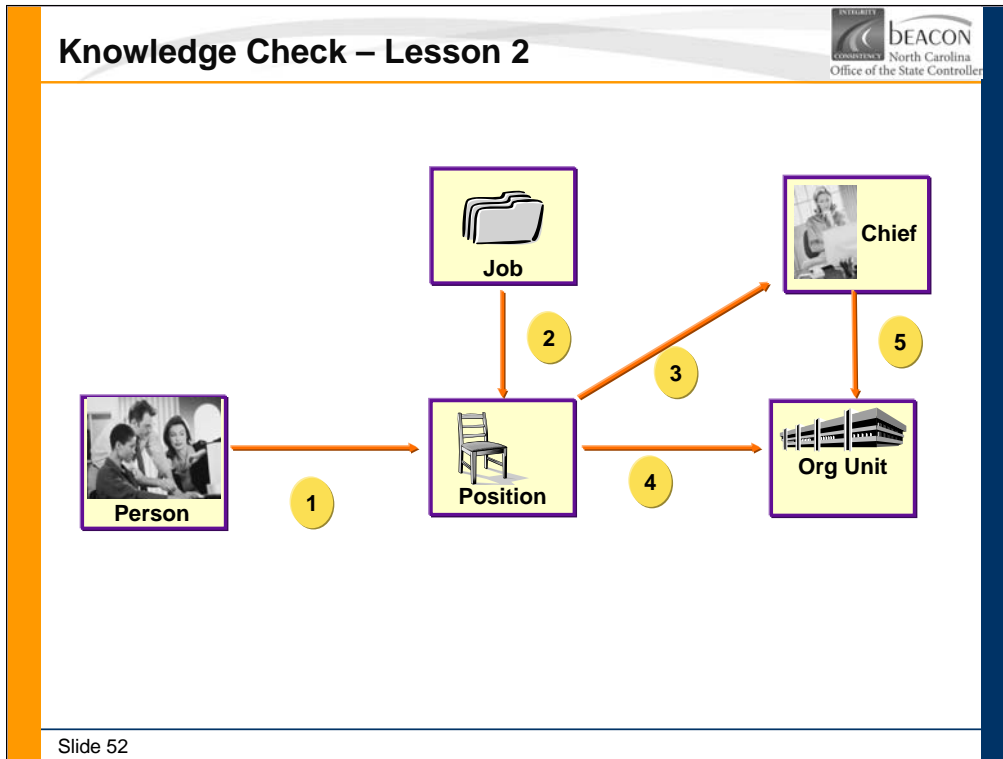 Knowledge Check – Lesson 2
INTEGRITY
CONSISTENCY
bEACON
North Carolina
Office of the State Controller
Job
Chief
2
3
5
Person
1
Position
4
Org Unit
Slide 52